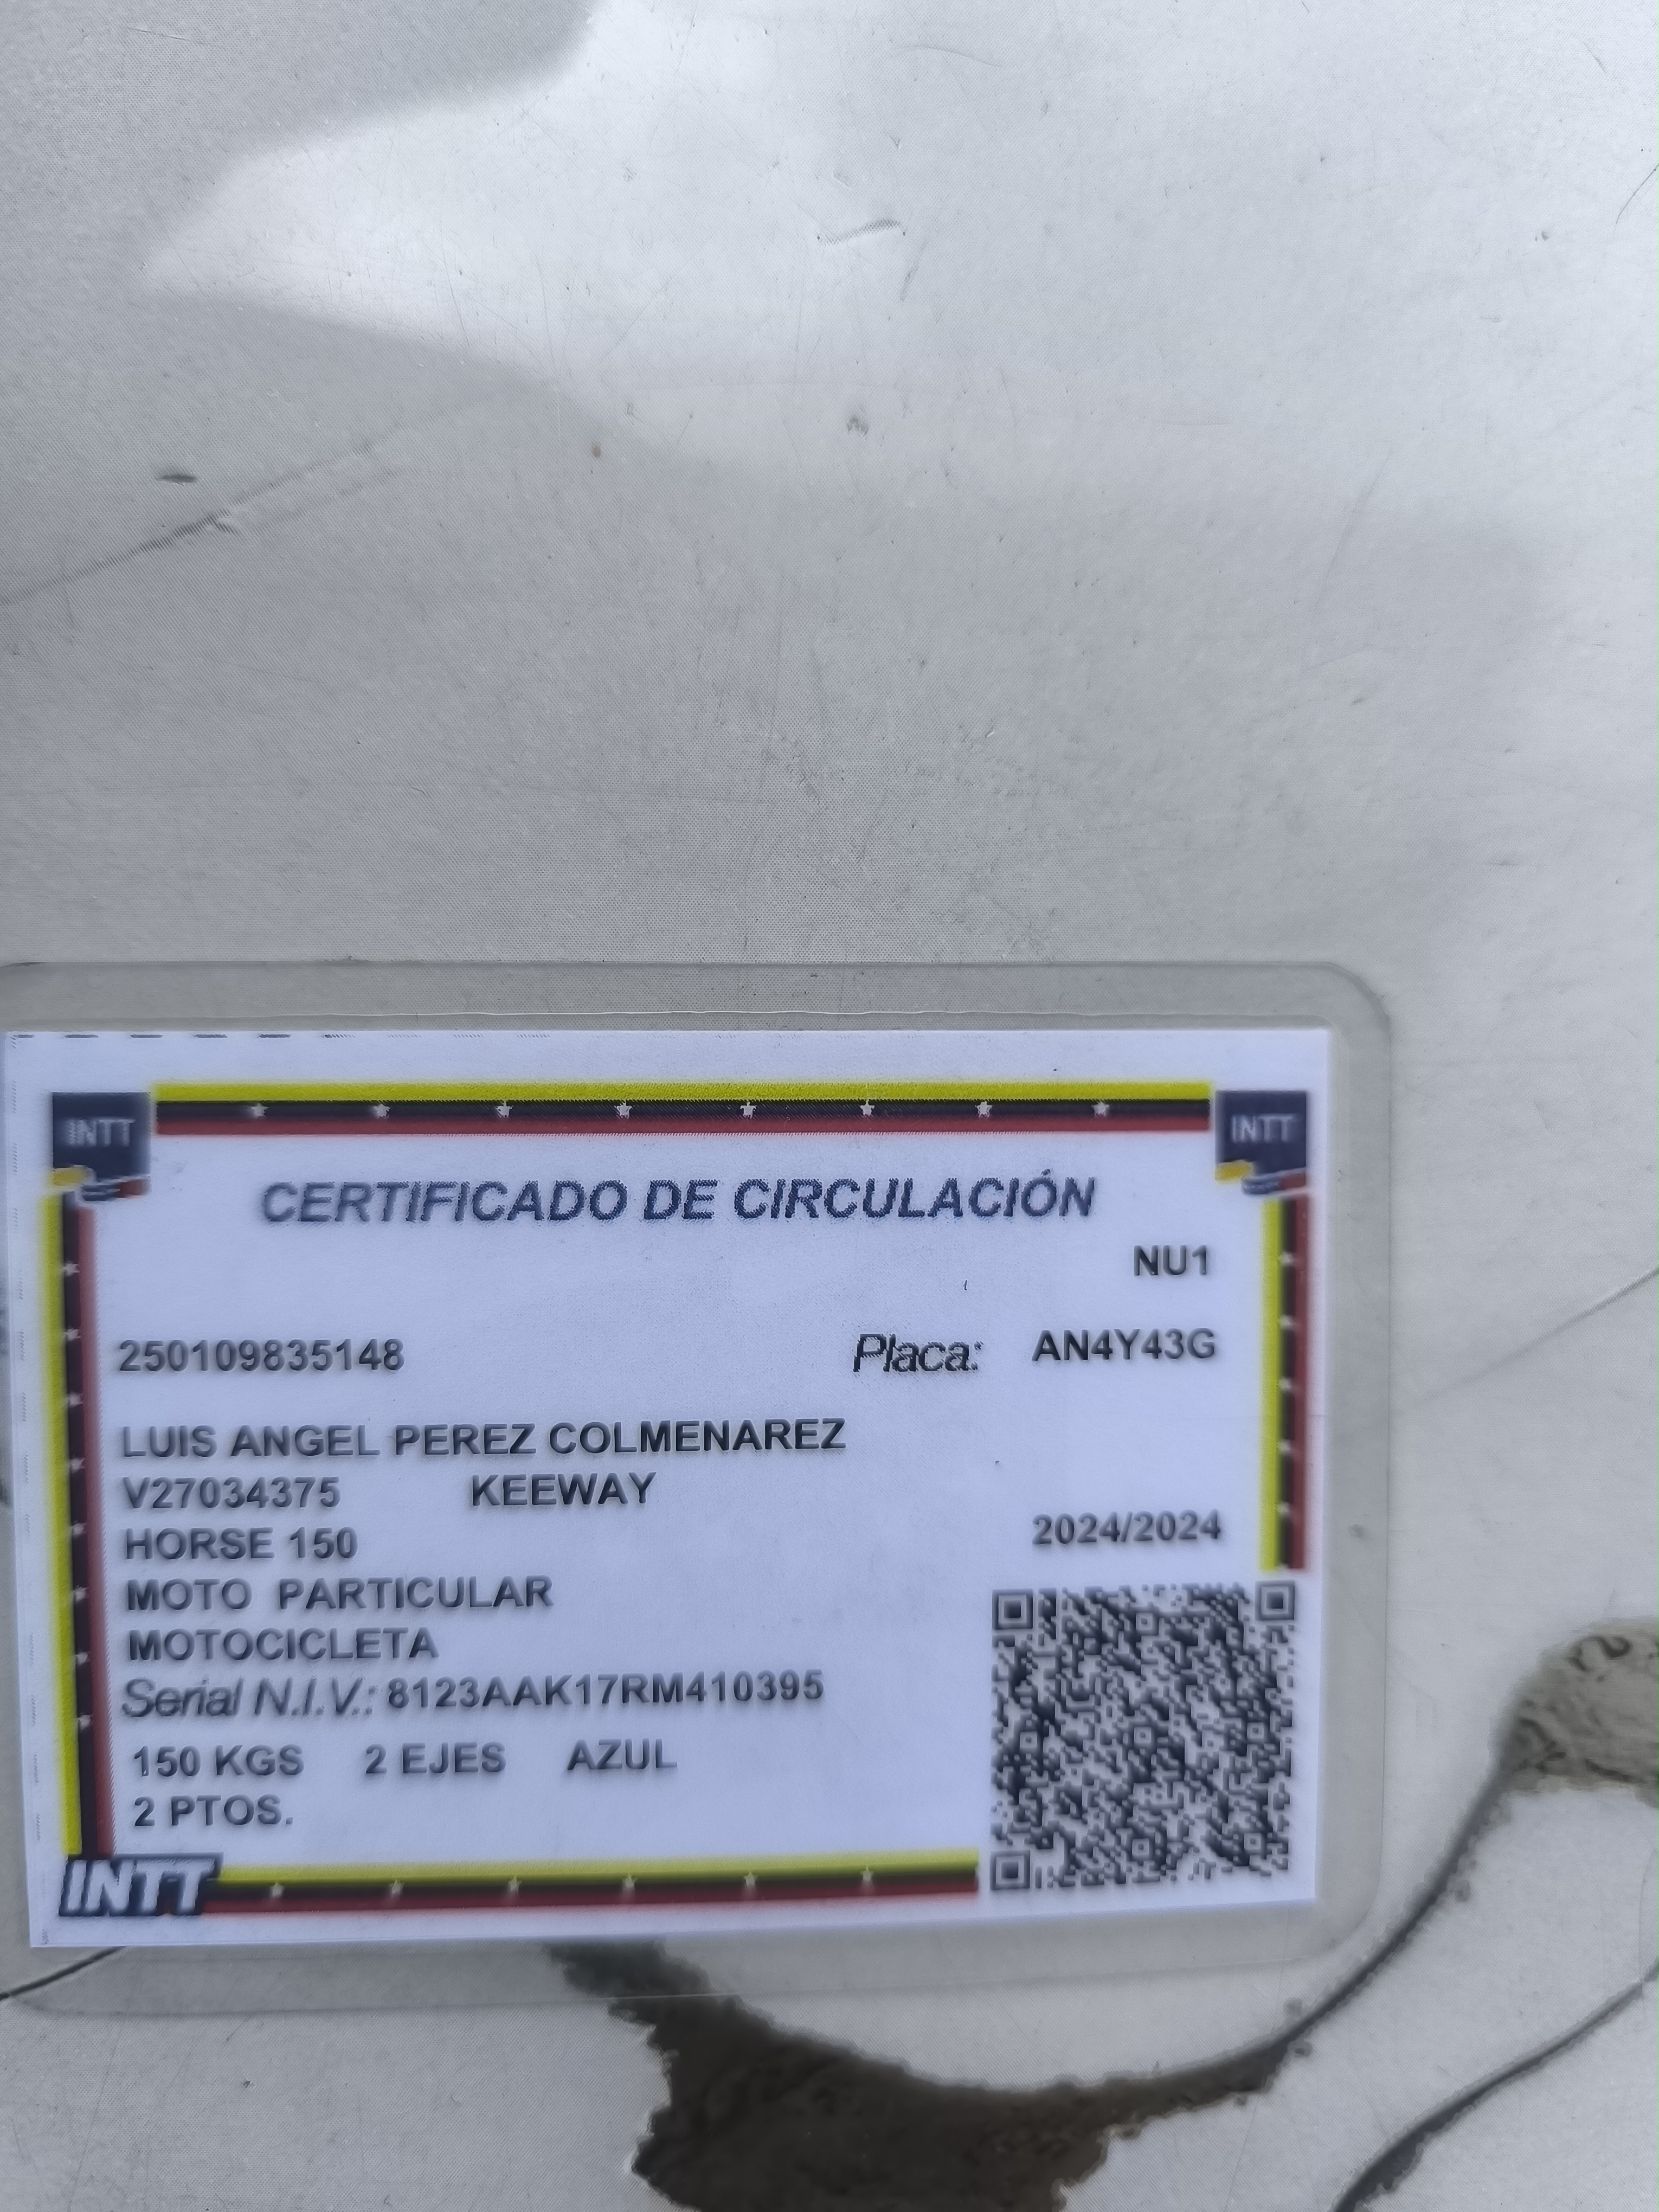 INTT
INTT
CERTIFICADO DE CIRCULACIÓN
NU1
250109835148 Placa: AN4Y43G
LUIS ANGEL PEREZ COLMENAREZ
V27034375 KEEWAY
2024/2024
HORSE 150
MOTO PARTICULAR
MOTOCICLETA
Serial N.I.V.: 8123AAK17RM410395
150 KGS 2 EJES AZUL
2 PTOS.
INTT